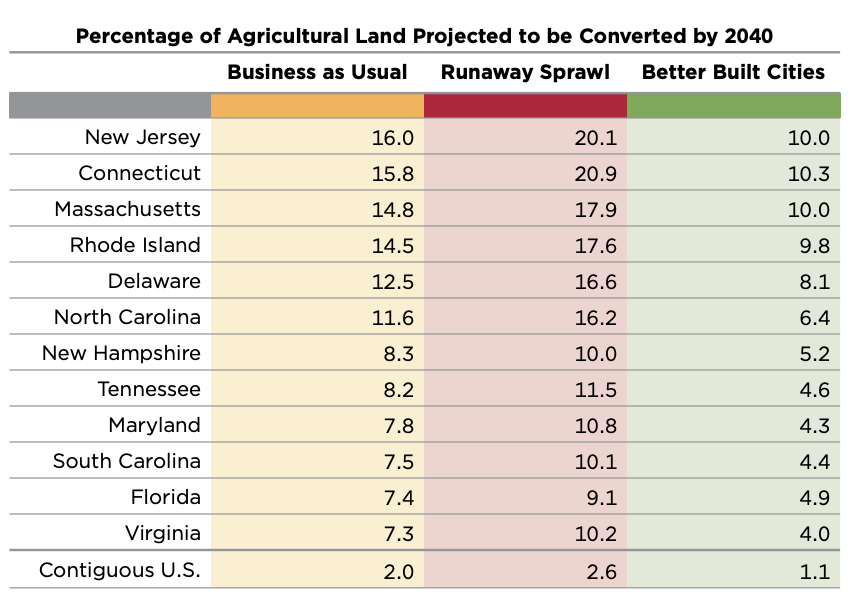 Percentage of Agricultural Land Projected to be Converted by 2040
Business as Usual Runaway Sprawl Better Built Cities
New Jersey 16.0 20.1 10.0
Connecticut 15.8 20.9 10.3
Massachusetts 14.8 17.9 10.0
Rhode Island 14.5 17.6 9.8
Delaware 12.5 16.6 8.1
North Carolina 11.6 16.2 6.4
New Hampshire 8.3 10.0 5.2
Tennessee 8.2 11.5 4.6
Maryland 7.8 10.8 4.3
South Carolina 7.5 10.1 4.4
Florida 7.4 9.1 4.9
Virginia 7.3 10.2 4.0
Contiguous U.S. 2.0 2.6 1.1